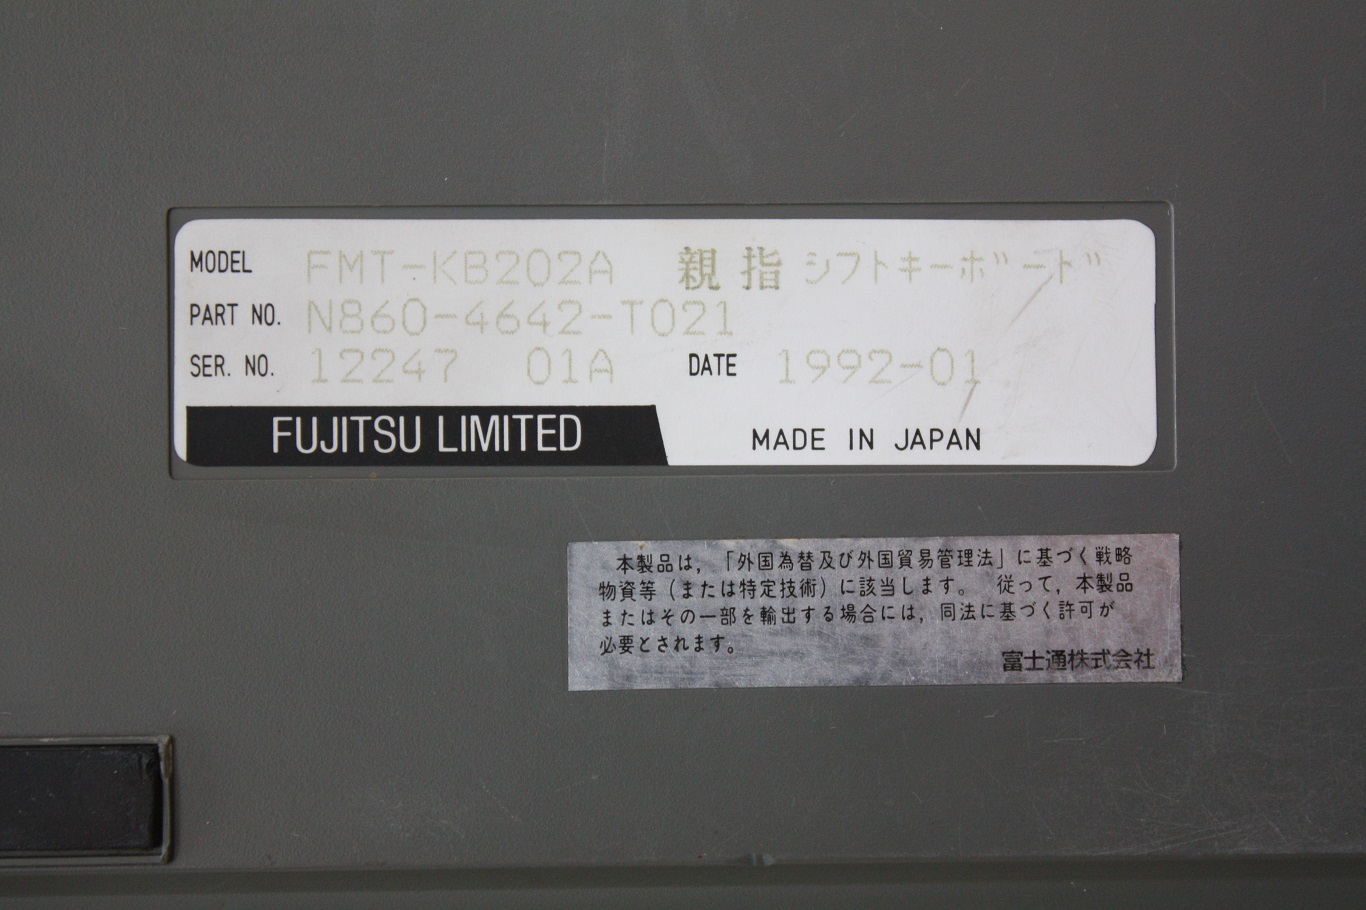 MODEL FMT-KB202A 親指シフトキーボード
PART NO. N860-4642-T021
SER. NO. 12247 01A DATE 1992-01
FUJITSU LIMITED MADE IN JAPAN
本製品は,「外国為替及び外国貿易管理法」に基づく戦略
物資等(または特定技術)に該当します。 従って,本製品
またはその一部を輸出する場合には,同法に基づく許可が
必要とされます。
富士通株式会社